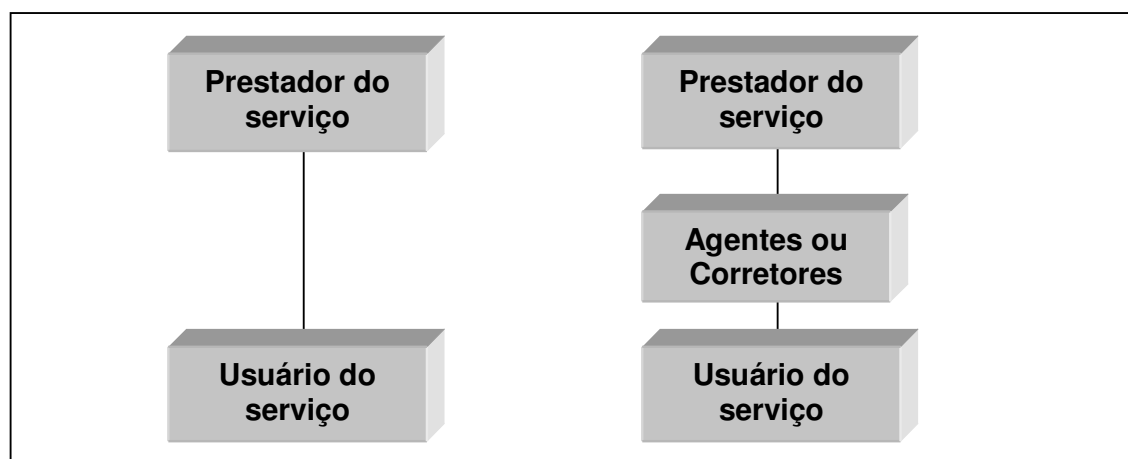 Prestador do
serviço
Usuário do
serviço
Prestador do
serviço
Agentes ou
Corretores
Usuário do
serviço